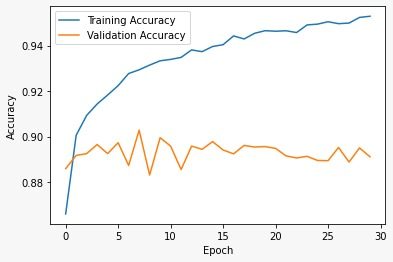 Training Accuracy
Validation Accuracy
0.94
0.92
0.90
0.88
Accuracy
0 5 10 15 20 25 30
Epoch